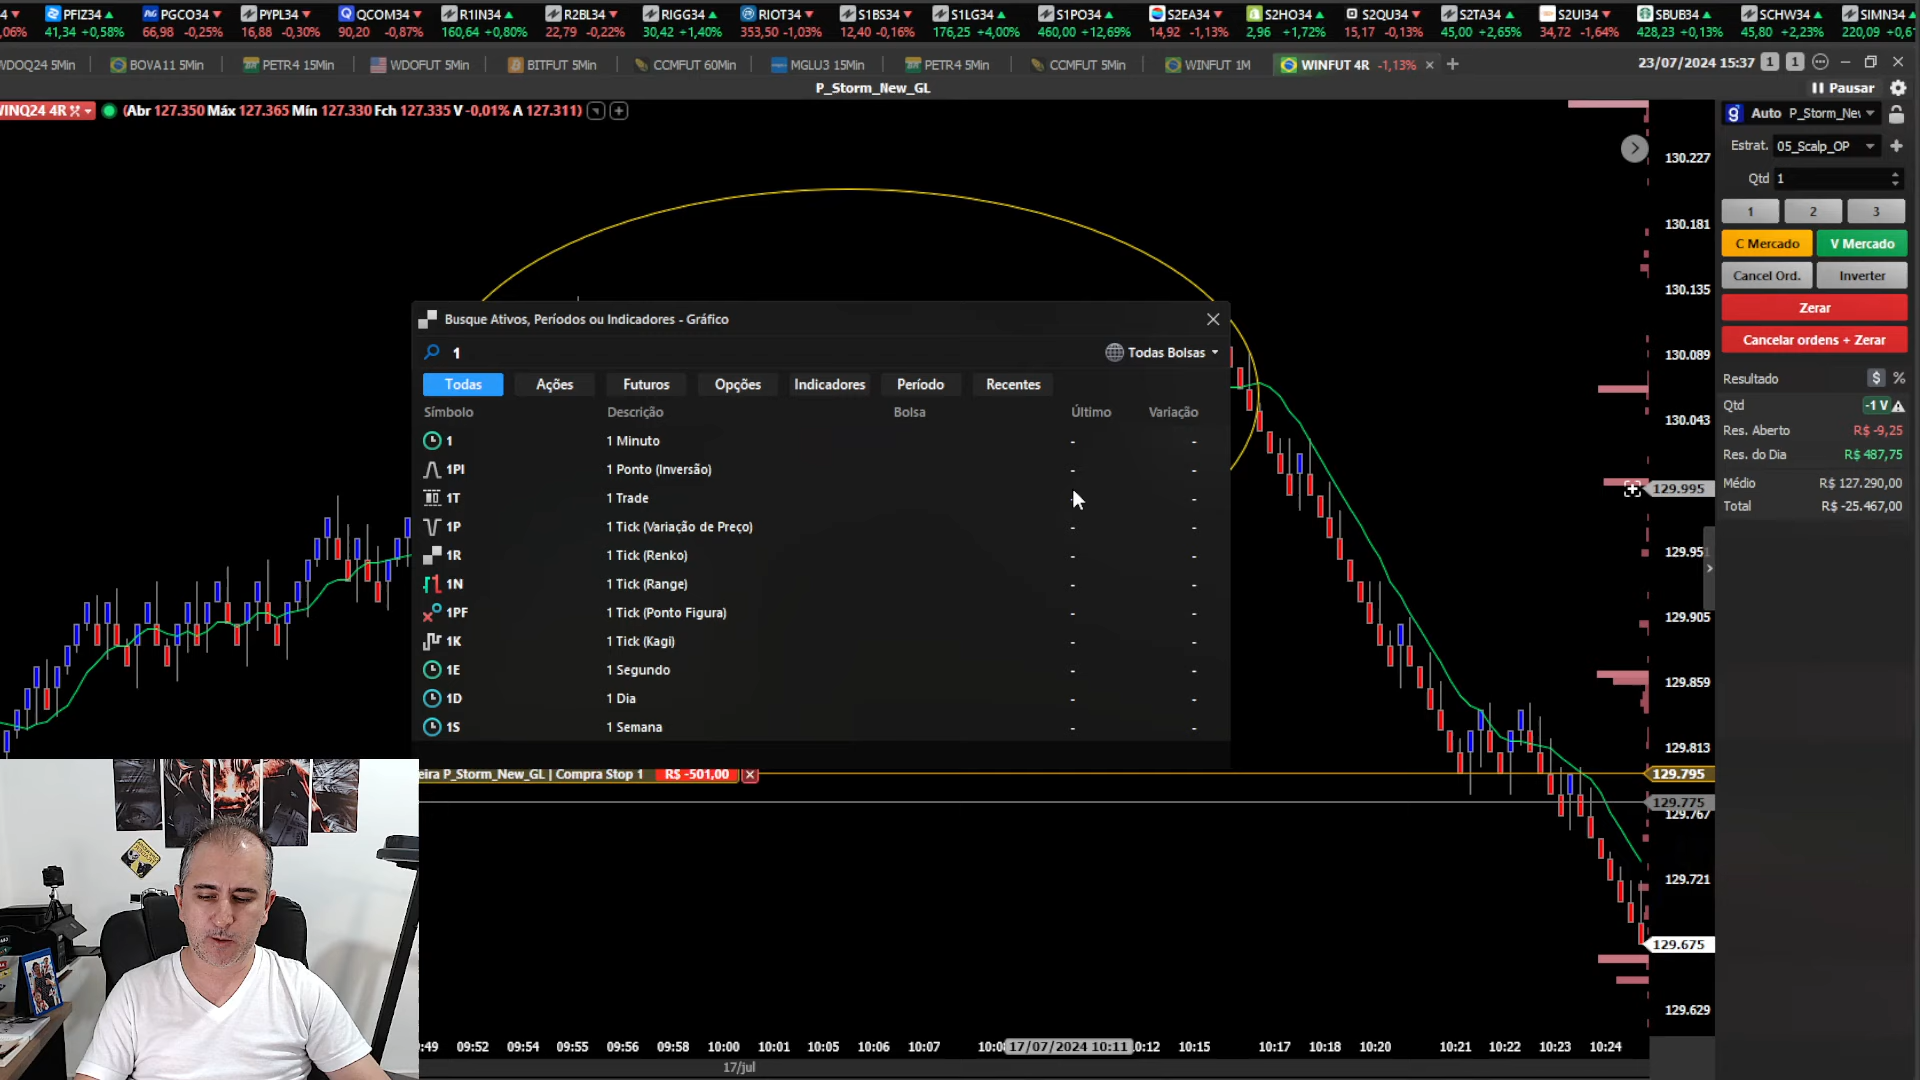 PFIZ34 PGCO34 PYPL34 QCOM34 R1IN34 R2BL34 RIGG34 RIOT34 S1BS34 S1LG34 S1PO34 S2EA34 S2HO34 S2QU34 S2TA34 S2UI34 SBUB34 SCHW34 SIMN34
,06% 41,34 +0,58% 66,98 -0,25% 16,88 -0,30% 90,20 -0,87% 160,64 +0,80% 22,79 -0,22% 30,42 +1,40% 353,50 -1,03% 12,40 -0,16% 176,25 +4,00% 460,00 +12,69% 14,92 -1,13% 2,96 +1,72% 15,17 -0,13% 45,00 +2,65% 34,72 -1,64% 428,23 +0,13% 45,80 +2,23% 220,09 +0,6
WDOQ24 5Min BOVA11 5Min PETR4 15Min WDOFUT 5Min BITFUT 5Min CCMFUT 60Min MGLU3 15Min PETR4 5Min CCMFUT 5Min WINFUT 1M WINFUT 4R -1,13% 23/07/2024 15:37 1 1
P_Storm_New_GL
Pausar
WINQ24 4R (Abr 127.350 Máx 127.365 Mín 127.330 Fch 127.335 V -0,01% A 127.311)
Auto P_Storm_Nev
Estrat. 05_Scalp_OP
Qtd 1
1 2 3
C Mercado V Mercado
Cancel Ord. Inverter
Zerar
Cancelar ordens + Zerar
Resultado $ %
Qtd -1 V
Res. Aberto R$ -9,25
Res. do Dia R$ 487,75
Médio R$ 127.290,00
Total R$ -25.467,00
130.227
130.181
130.135
130.089
130.043
129.995
129.951
129.905
129.859
129.813
129.795
129.775
129.767
129.721
129.675
129.629
Busque Ativos, Períodos ou Indicadores - Gráfico
1 Todas Bolsas
Todas Ações Futuros Opções Indicadores Período Recentes
Símbolo Descrição Bolsa Último Variação
1 1 Minuto - -
1PI 1 Ponto (Inversão) - -
1T 1 Trade - -
1P 1 Tick (Variação de Preço) - -
1R 1 Tick (Renko) - -
1N 1 Tick (Range) - -
1PF 1 Tick (Ponto Figura) - -
1K 1 Tick (Kagi) - -
1E 1 Segundo - -
1D 1 Dia - -
1S 1 Semana - -
eira P_Storm_New_GL | Compra Stop 1 R$ -501,00
:49 09:52 09:54 09:55 09:56 09:58 10:00 10:01 10:05 10:06 10:07 10:08 17/07/2024 10:11 0:12 10:15 10:17 10:18 10:20 10:21 10:22 10:23 10:24
17/jul